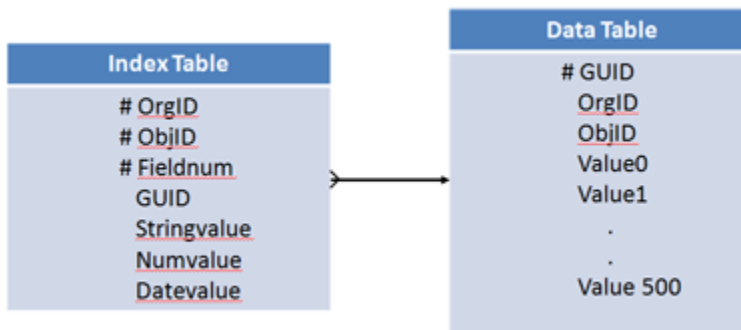 Index Table
# OrgID
# ObjID
# Fieldnum
GUID
Stringvalue
Numvalue
Datevalue
Data Table
# GUID
OrgID
ObjID
Value0
Value1
.
.
Value 500